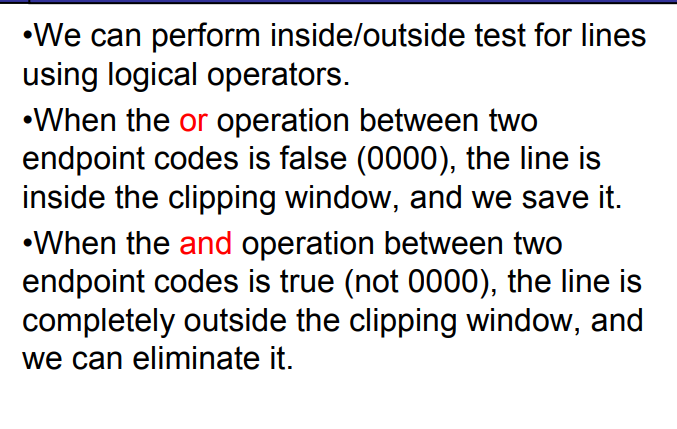 •We can perform inside/outside test for lines
using logical operators.
•When the or operation between two
endpoint codes is false (0000), the line is
inside the clipping window, and we save it.
•When the and operation between two
endpoint codes is true (not 0000), the line is
completely outside the clipping window, and
we can eliminate it.